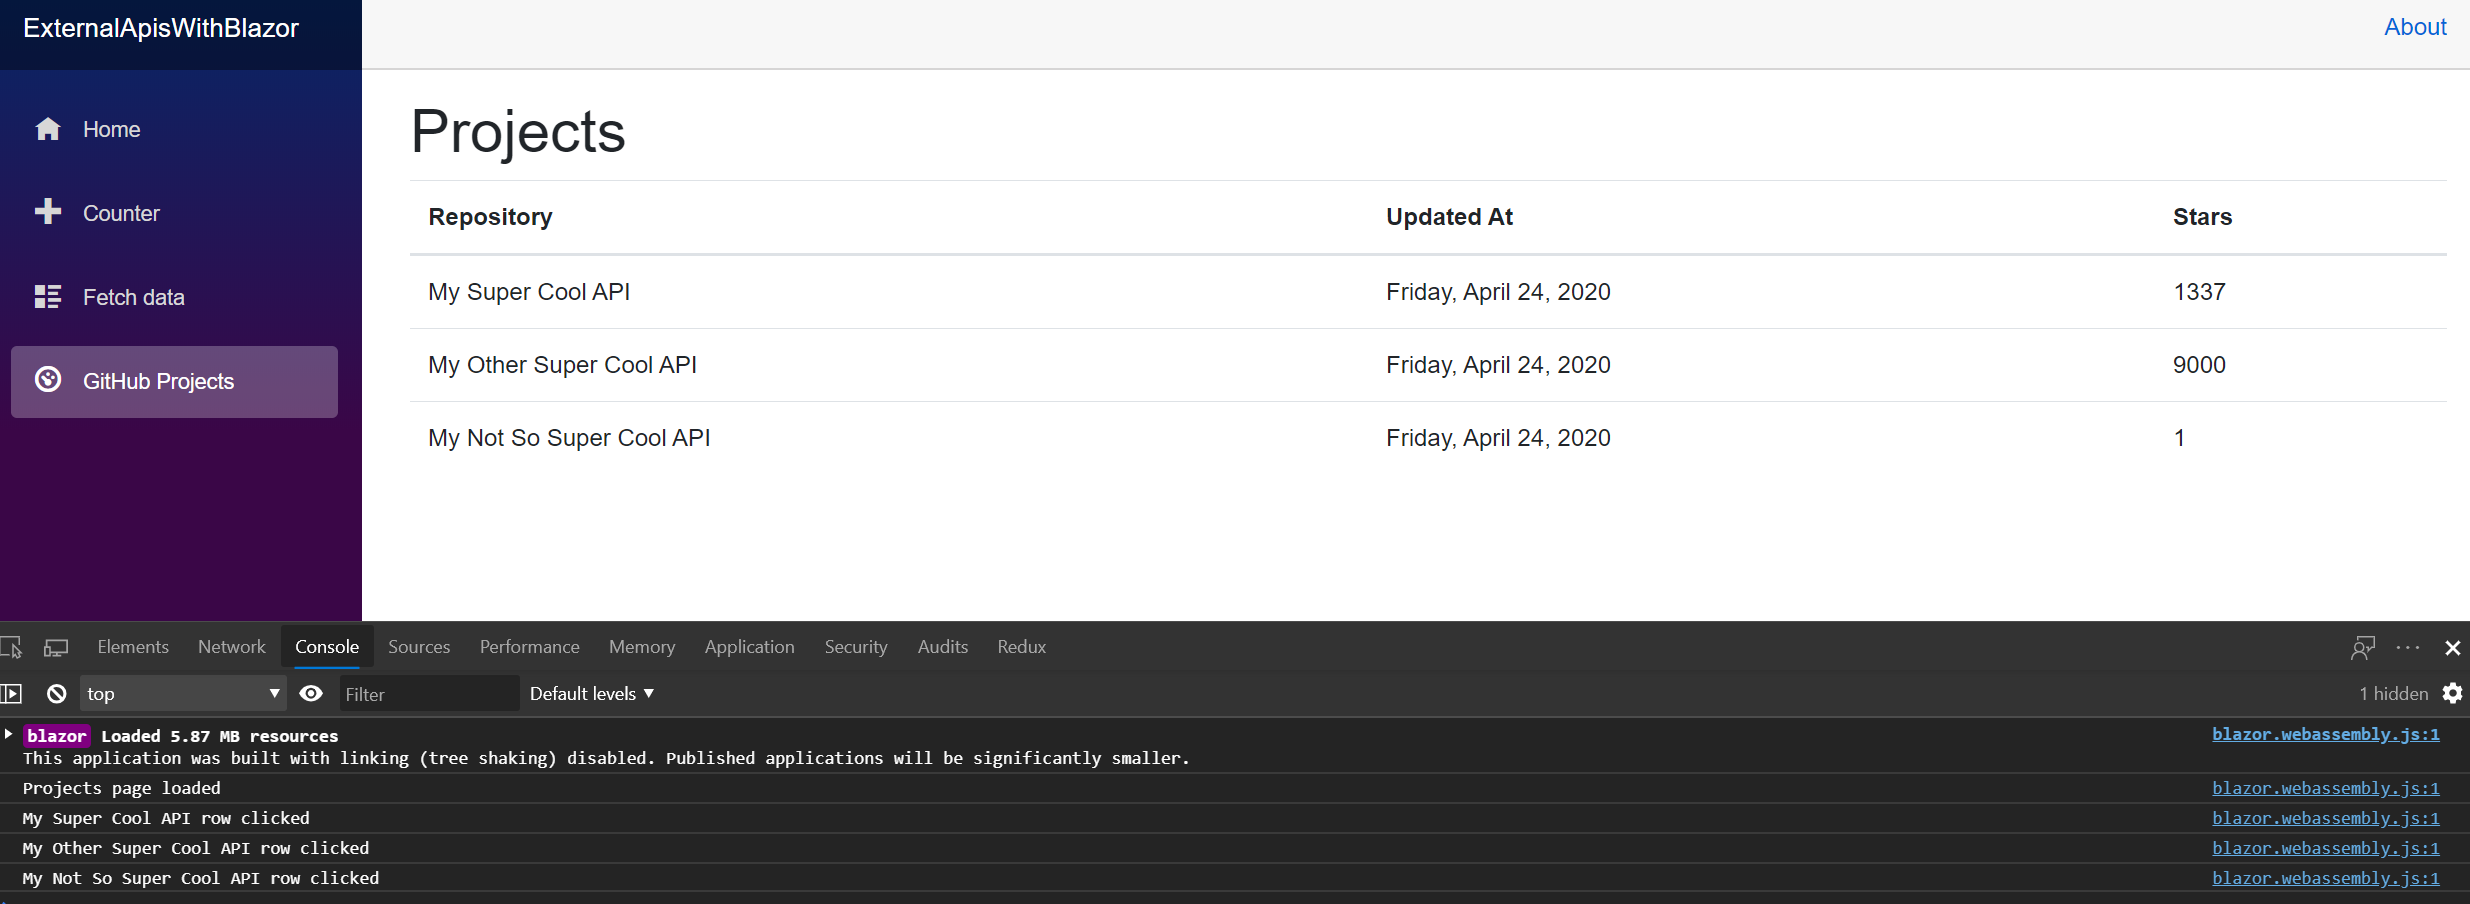 ExternalApisWithBlazor
About
Home
Counter
Fetch data
GitHub Projects
Projects
Repository Updated At Stars
My Super Cool API Friday, April 24, 2020 1337
My Other Super Cool API Friday, April 24, 2020 9000
My Not So Super Cool API Friday, April 24, 2020 1
Elements Network Console Sources Performance Memory Application Security Audits Redux
top Filter Default levels 1 hidden
blazor Loaded 5.87 MB resources blazor.webassembly.js:1
This application was built with linking (tree shaking) disabled. Published applications will be significantly smaller.
Projects page loaded blazor.webassembly.js:1
My Super Cool API row clicked blazor.webassembly.js:1
My Other Super Cool API row clicked blazor.webassembly.js:1
My Not So Super Cool API row clicked blazor.webassembly.js:1